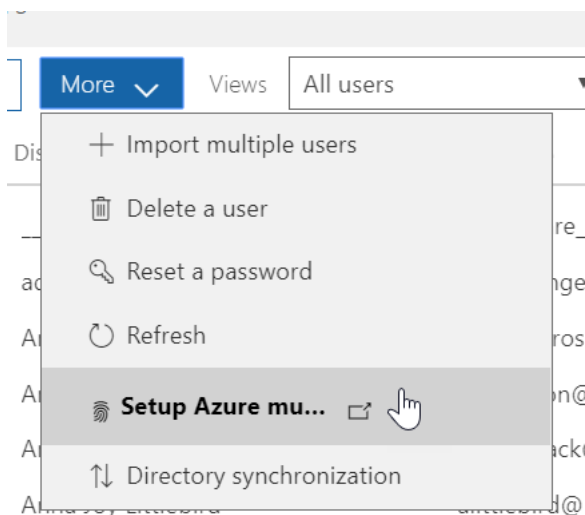 More
Views
All users
Import multiple users
Delete a user
Reset a password
Refresh
Setup Azure mu...
Directory synchronization